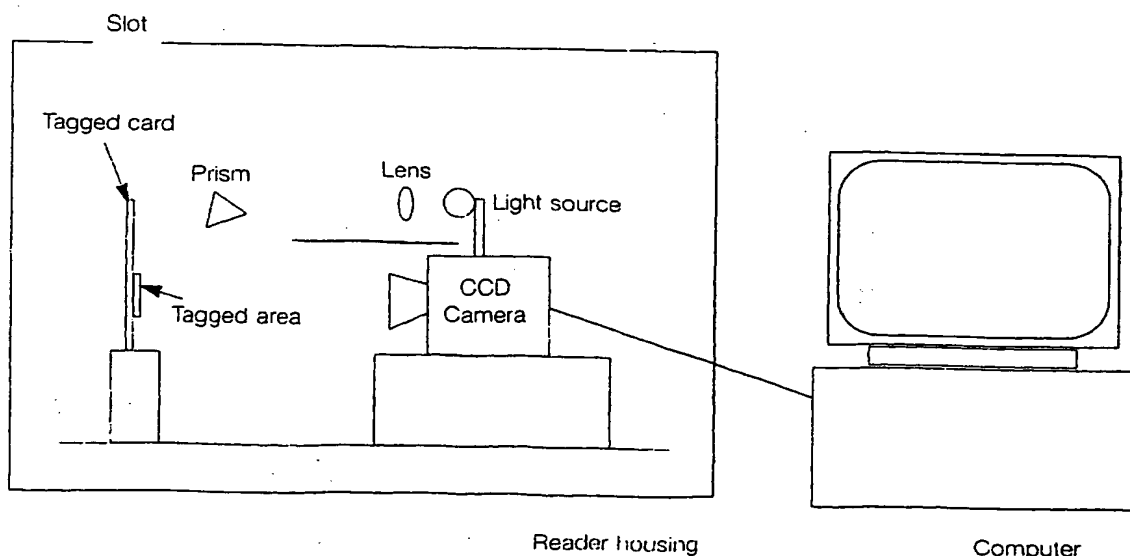 Slot
Tagged card
Prism
Lens
Light source
CCD
Camera
Tagged area
Reader housing
Computer